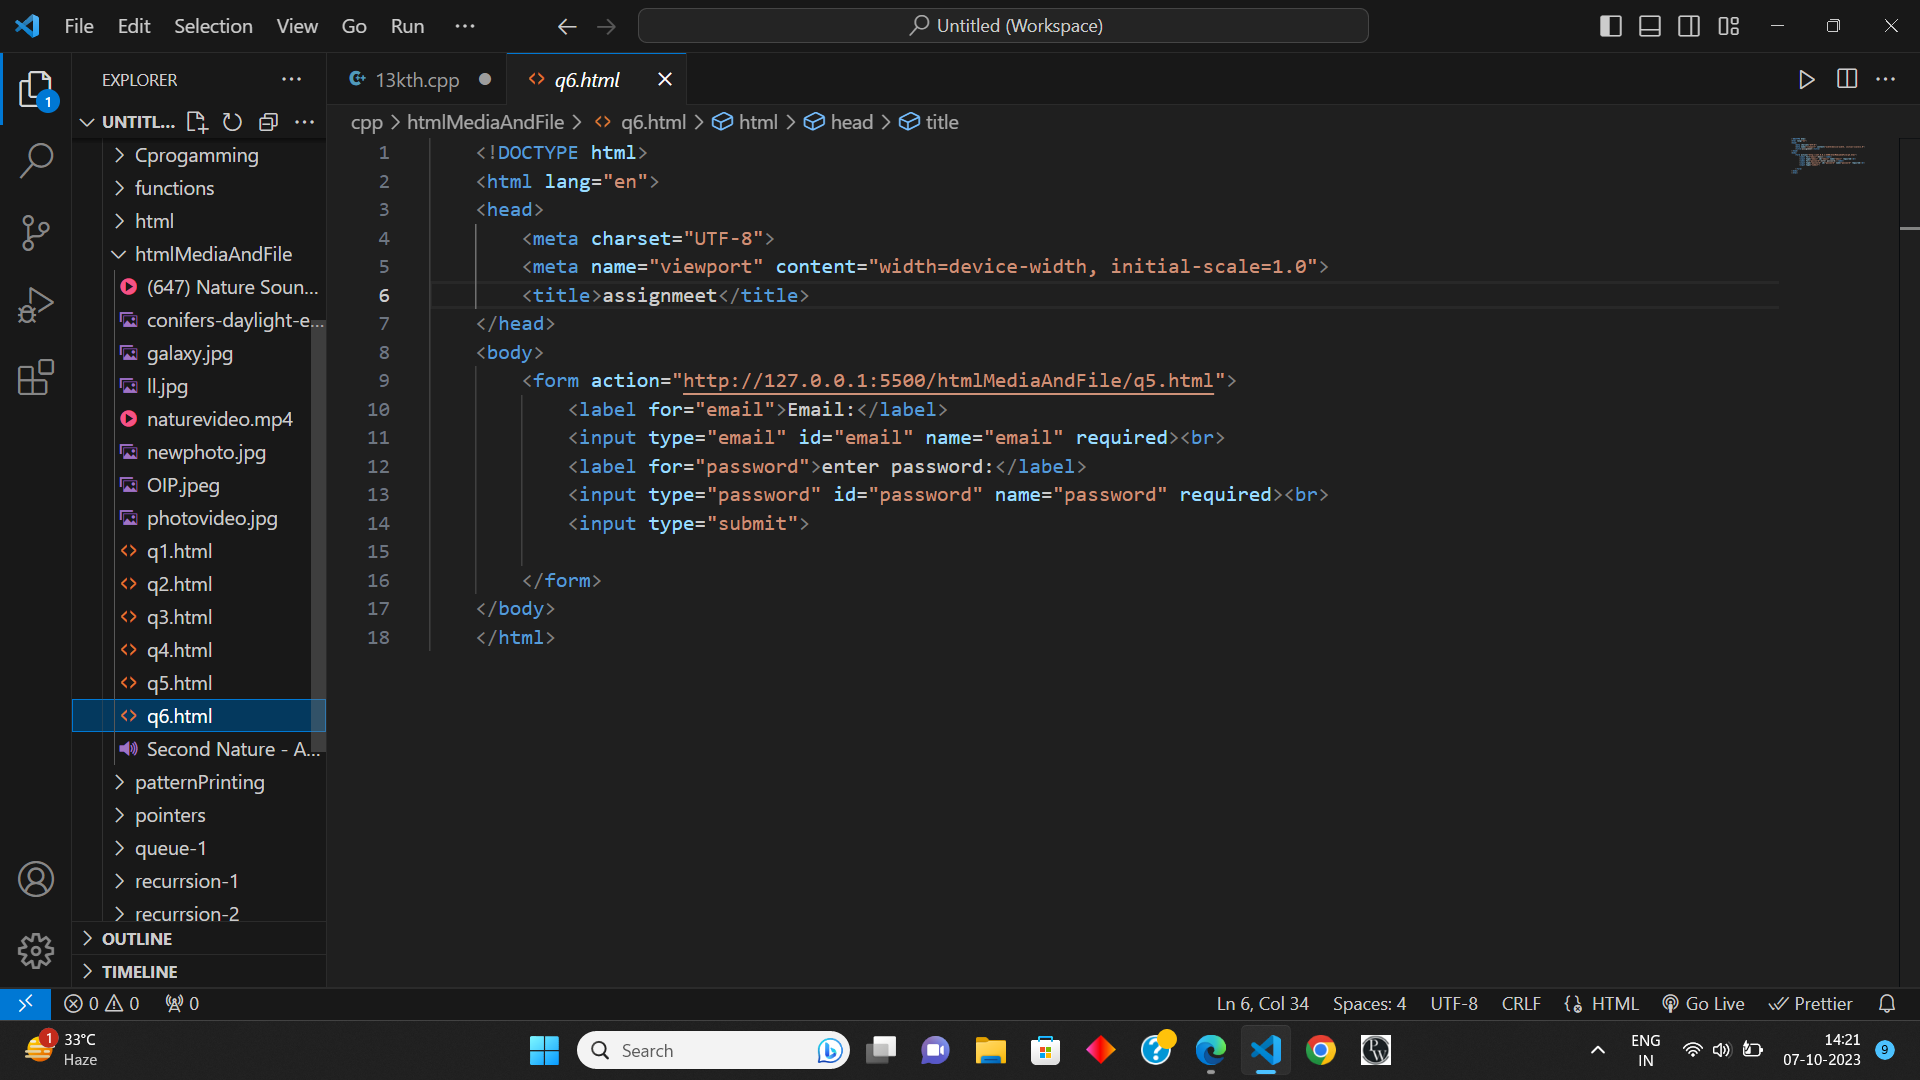 File Edit Selection View Go Run ···
Untitled (Workspace)
EXPLORER
13kth.cpp
q6.html
UNTITL...
cpp > htmlMediaAndFile > q6.html > html > head > title
Cprogamming
functions
html
htmlMediaAndFile
(647) Nature Soun...
conifers-daylight-e...
galaxy.jpg
ll.jpg
naturevideo.mp4
newphoto.jpg
OIP.jpeg
photovideo.jpg
q1.html
q2.html
q3.html
q4.html
q5.html
q6.html
Second Nature - A...
patternPrinting
pointers
queue-1
recurrsion-1
recurrsion-2
OUTLINE
TIMELINE
1 <!DOCTYPE html>
2 <html lang="en">
3 <head>
4 <meta charset="UTF-8">
5 <meta name="viewport" content="width=device-width, initial-scale=1.0">
6 <title>assignmeet</title>
7 </head>
8 <body>
9 <form action="http://127.0.0.1:5500/htmlMediaAndFile/q5.html">
10 <label for="email">Email:</label>
11 <input type="email" id="email" name="email" required><br>
12 <label for="password">enter password:</label>
13 <input type="password" id="password" name="password" required><br>
14 <input type="submit">
15
16 </form>
17 </body>
18 </html>
1
0 0 0
Ln 6, Col 34 Spaces: 4 UTF-8 CRLF HTML Go Live Prettier
1
33°C
Haze
Search
PW
ENG
IN
14:21
07-10-2023
9